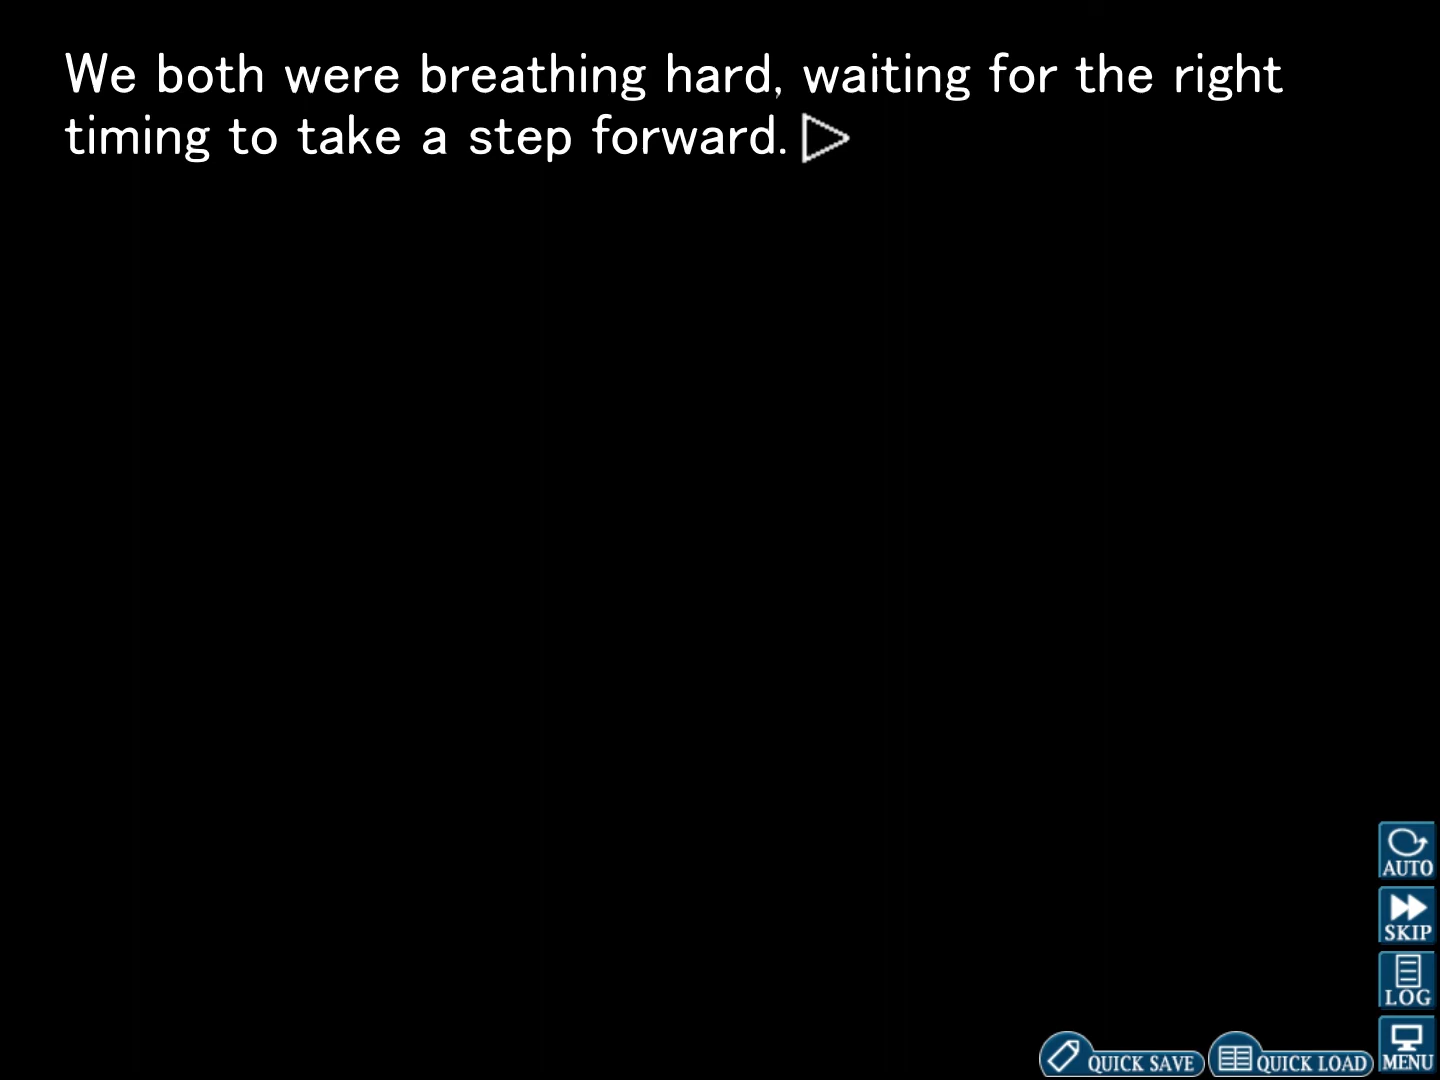 We both were breathing hard, waiting for the right
timing to take a step forward.
AUTO
SKIP
LOG
QUICK SAVE QUICK LOAD MENU